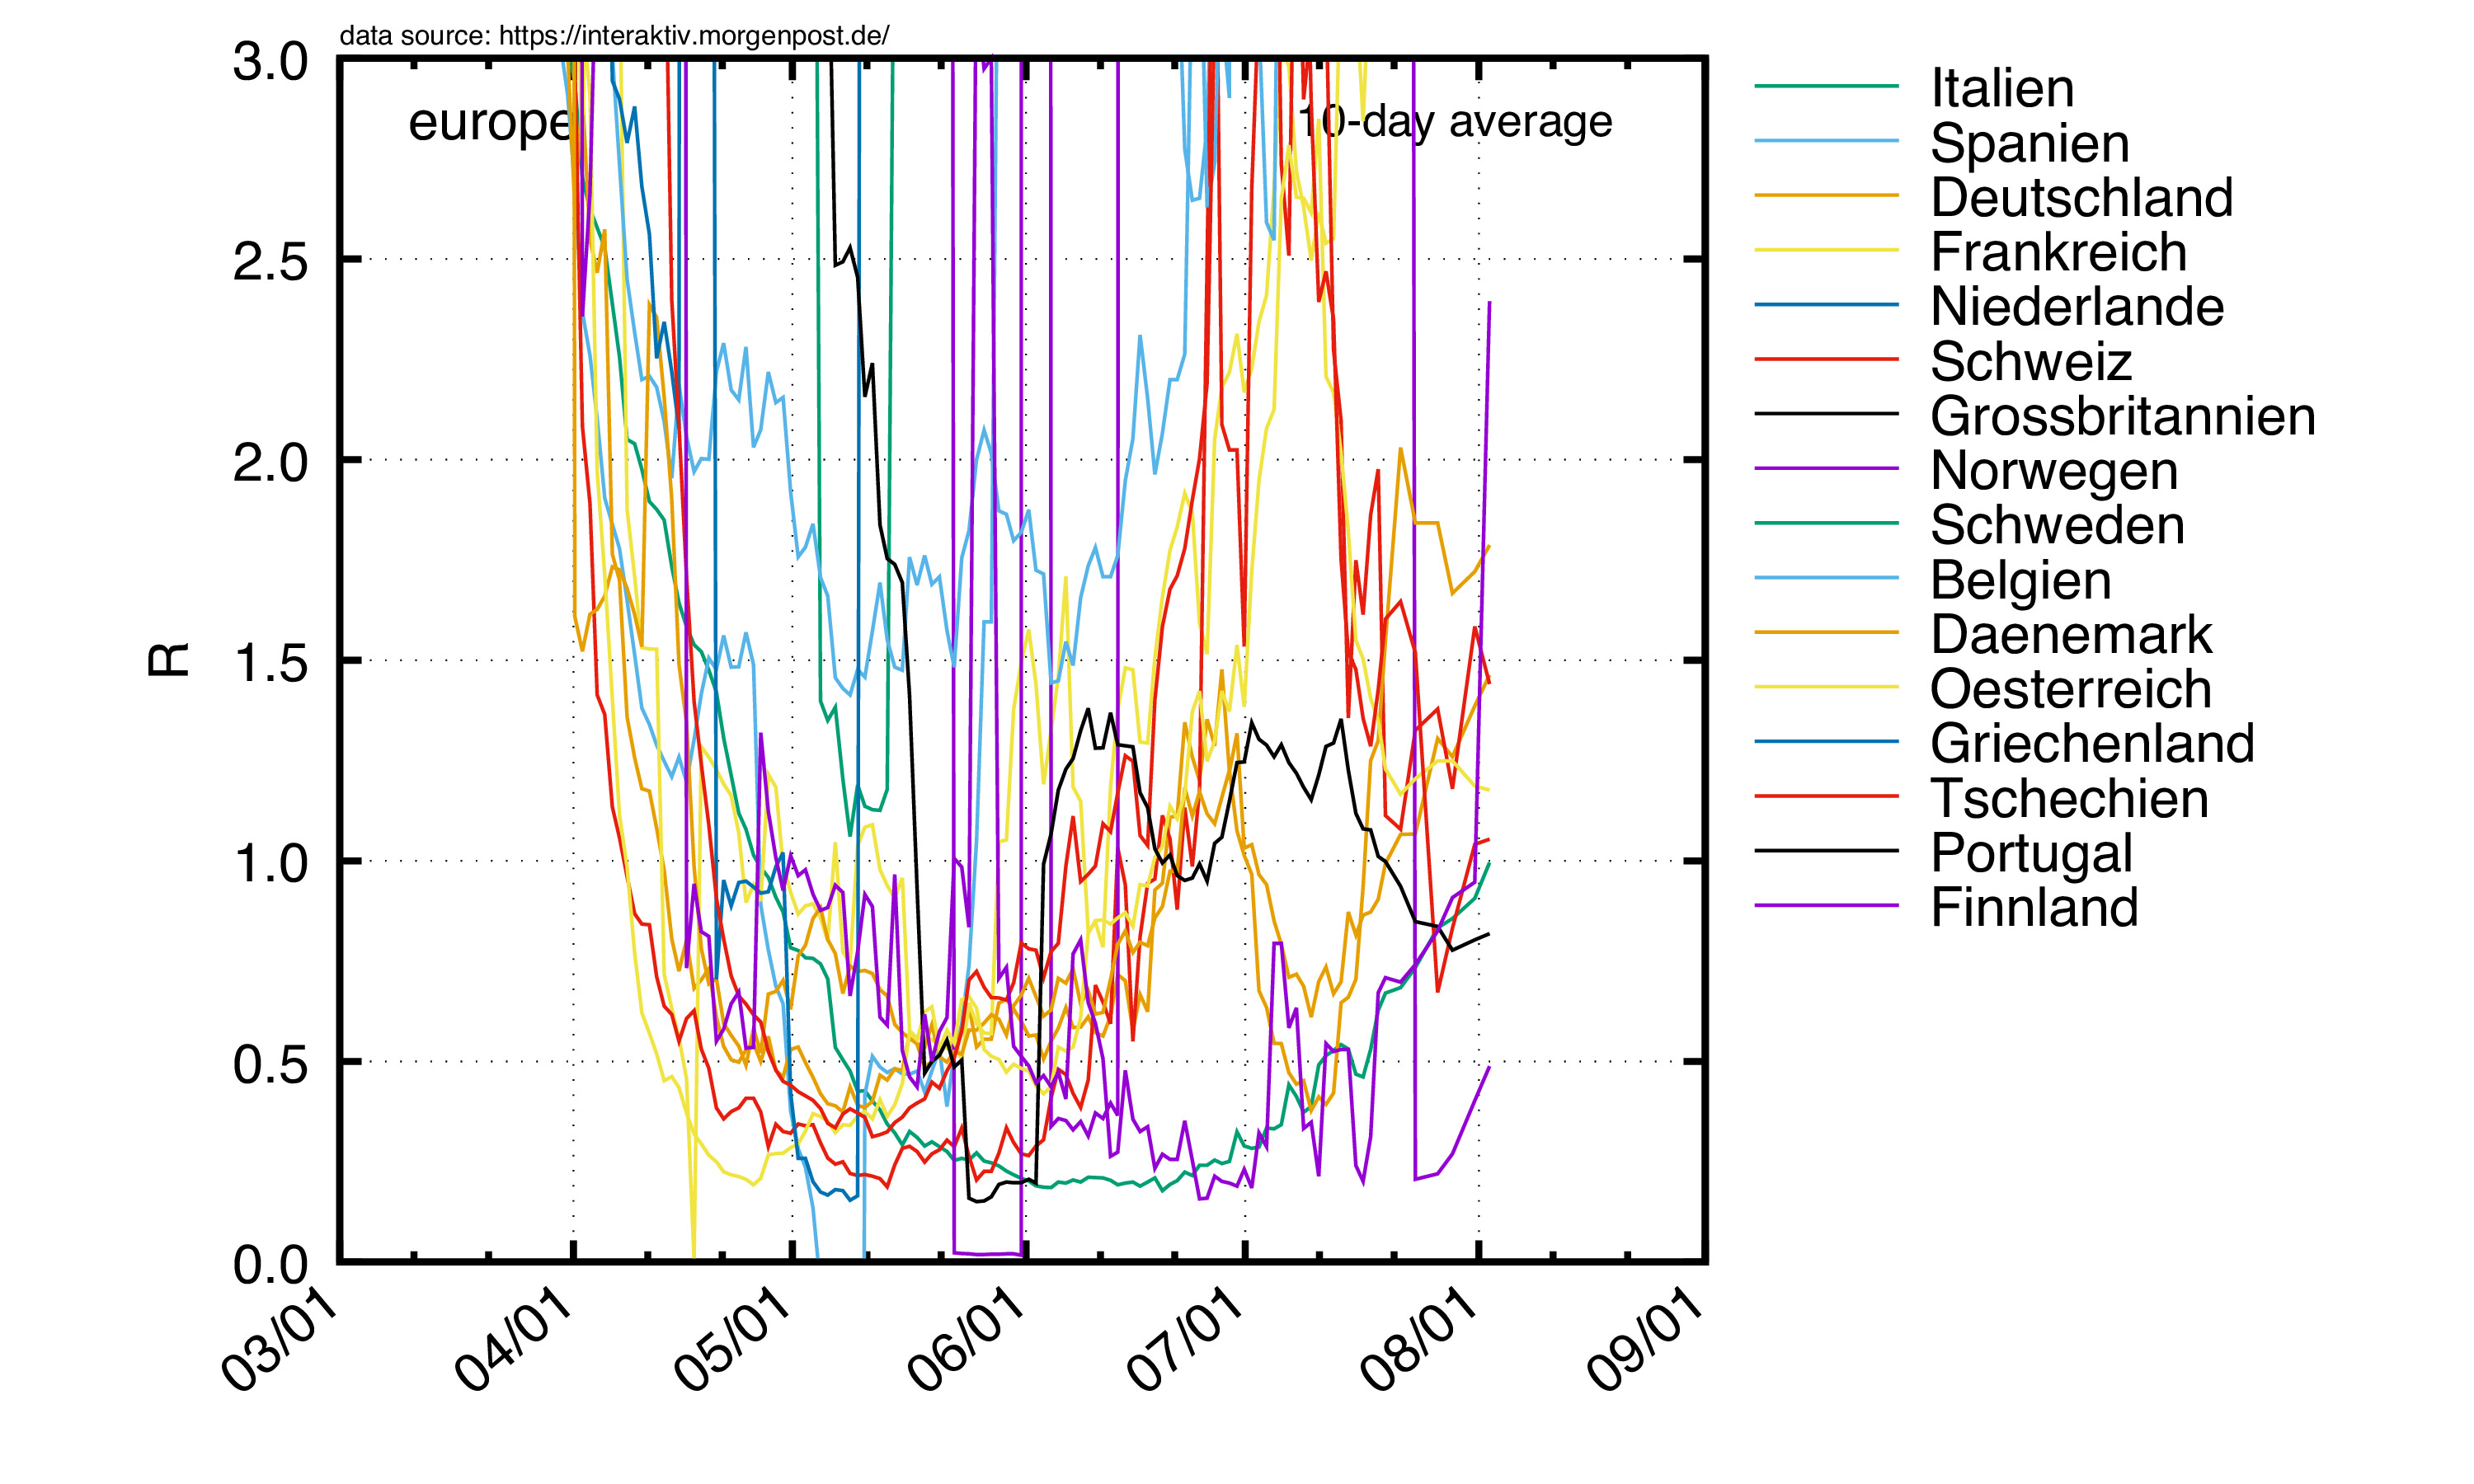 data source: https://interaktiv.morgenpost.de/
europe
10-day average
R
3.0
2.5
2.0
1.5
1.0
0.5
0.0
03/01
04/01
05/01
06/01
07/01
08/01
09/01
Italien
Spanien
Deutschland
Frankreich
Niederlande
Schweiz
Grossbritannien
Norwegen
Schweden
Belgien
Daenemark
Oesterreich
Griechenland
Tschechien
Portugal
Finnland